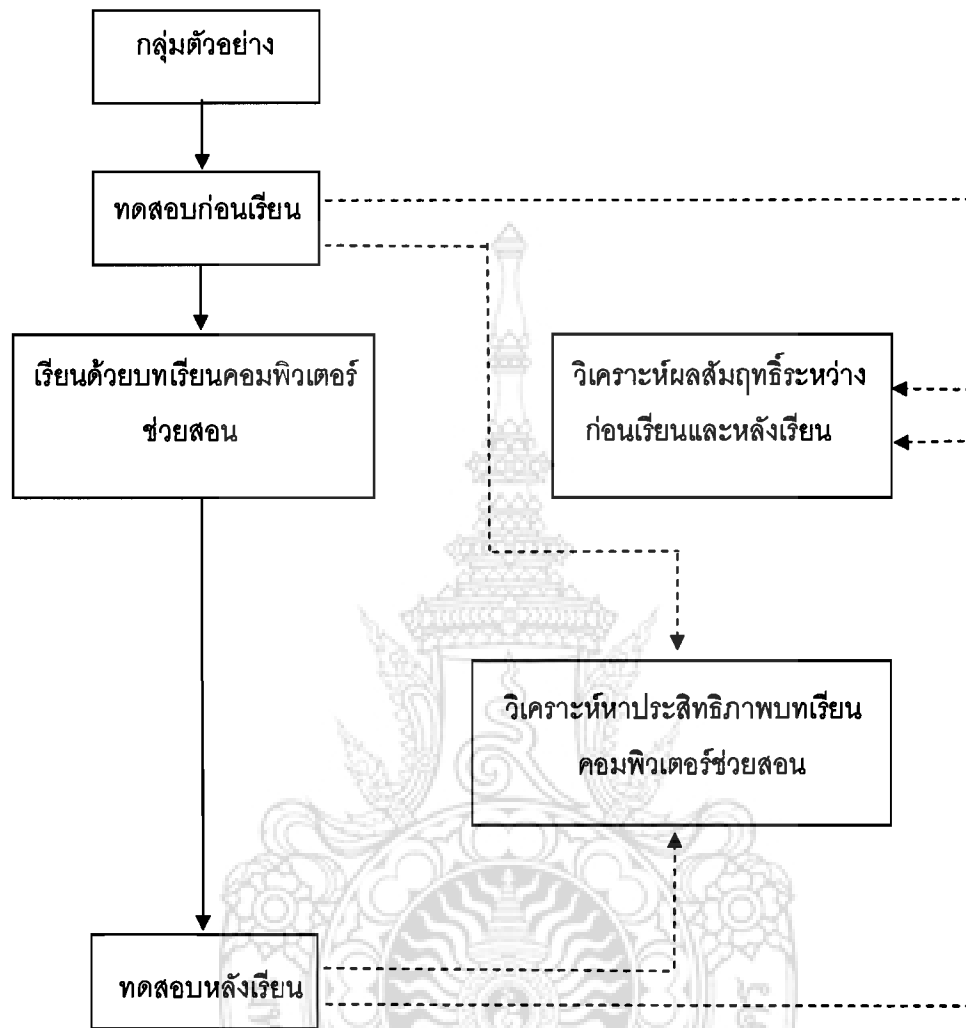 กลุ่มตัวอย่าง
ทดสอบก่อนเรียน
เรียนด้วยบทเรียนคอมพิวเตอร์
ช่วยสอน
วิเคราะห์ผลสัมฤทธิ์ระหว่าง
ก่อนเรียนและหลังเรียน
วิเคราะห์หาประสิทธิภาพบทเรียน
คอมพิวเตอร์ช่วยสอน
ทดสอบหลังเรียน